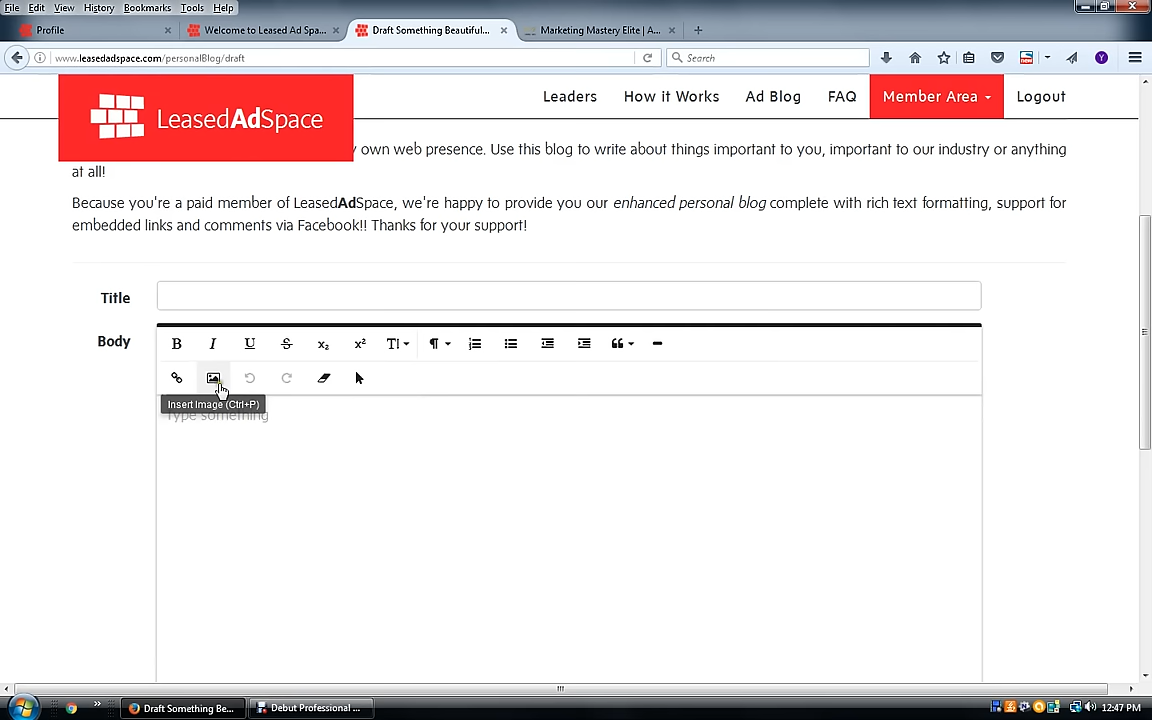 File Edit View History Bookmarks Tools Help
Profile
Welcome to Leased Ad Spa...
Draft Something Beautiful...
Marketing Mastery Elite | A...
www.leasedadspace.com/personalBlog/draft
Search
new
Y
LeasedAdSpace
Leaders
How it Works
Ad Blog
FAQ
Member Area
Logout
own web presence. Use this blog to write about things important to you, important to our industry or anything
at all!
Because you're a paid member of LeasedAdSpace, we're happy to provide you our enhanced personal blog complete with rich text formatting, support for
embedded links and comments via Facebook!! Thanks for your support!
Title
Body
Insert Image (Ctrl+P)
Type something
Draft Something Be...
Debut Professional ...
12:47 PM